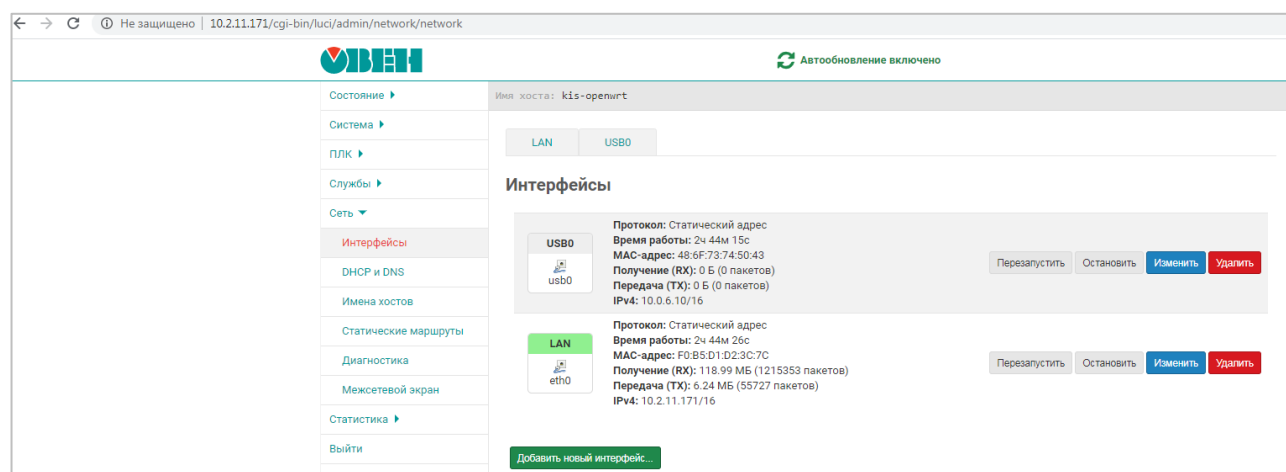 Не защищено | 10.2.11.171/cgi-bin/luci/admin/network/network
ОВЕН
Автообновление включено
Состояние
Система
ПЛК
Службы
Сеть
Интерфейсы
DHCP и DNS
Имена хостов
Статические маршруты
Диагностика
Межсетевой экран
Статистика
Выйти
Имя хоста: kis-openwrt
LAN USB0
Интерфейсы
USB0
usb0
Протокол: Статический адрес
Время работы: 2ч 44м 15с
MAC-адрес: 48:6F:73:74:50:43
Получение (RX): 0 Б (0 пакетов)
Передача (TX): 0 Б (0 пакетов)
IPv4: 10.0.6.10/16
Перезапустить Остановить Изменить Удалить
LAN
eth0
Протокол: Статический адрес
Время работы: 2ч 44м 26с
MAC-адрес: F0:B5:D1:D2:3C:7C
Получение (RX): 118.99 МБ (1215353 пакетов)
Передача (TX): 6.24 МБ (55727 пакетов)
IPv4: 10.2.11.171/16
Перезапустить Остановить Изменить Удалить
Добавить новый интерфейс...